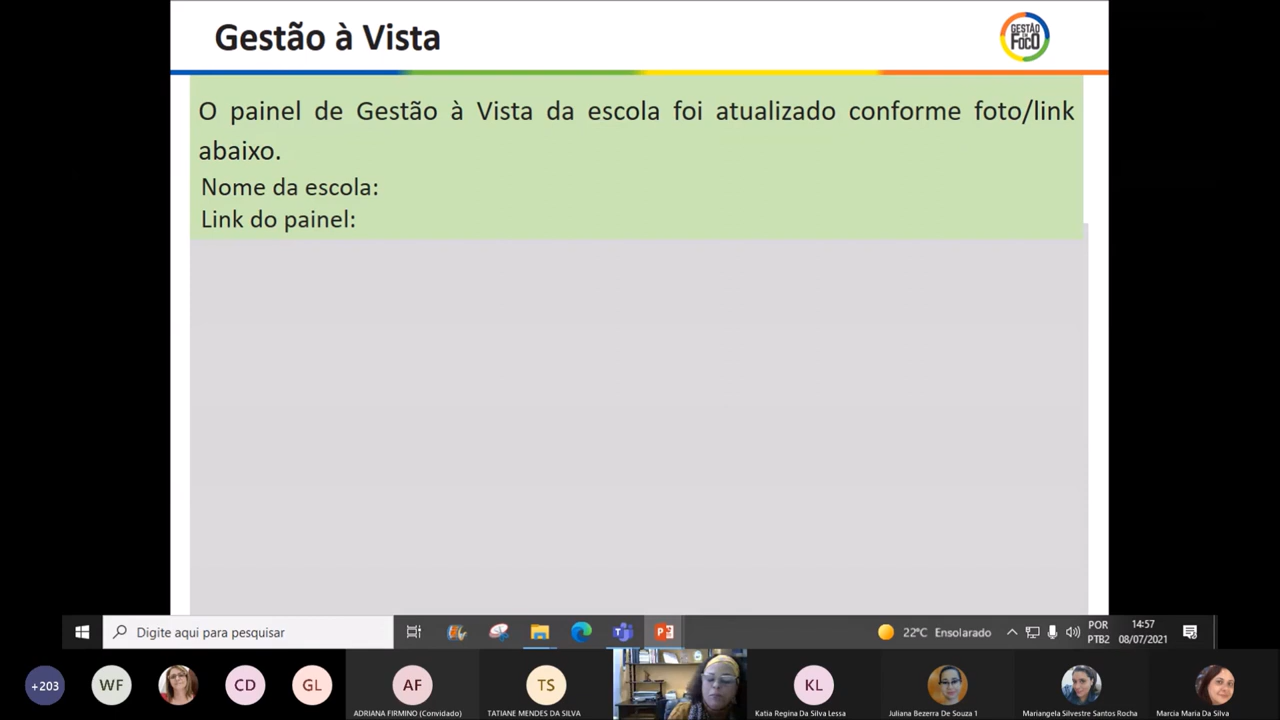 Gestão à Vista
GESTÃO
EM
FOCO
O painel de Gestão à Vista da escola foi atualizado conforme foto/link
abaixo.
Nome da escola:
Link do painel:
Digite aqui para pesquisar
22°C Ensolarado
POR
PTB2
14:57
08/07/2021
+203
WF
CD
GL
AF
ADRIANA FIRMINO (Convidado)
TS
TATIANE MENDES DA SILVA
KL
Katia Regina Da Silva Lessa
Juliana Bezerra De Souza 1
Mariangela Silvestre Santos Rocha
Marcia Maria Da Silva